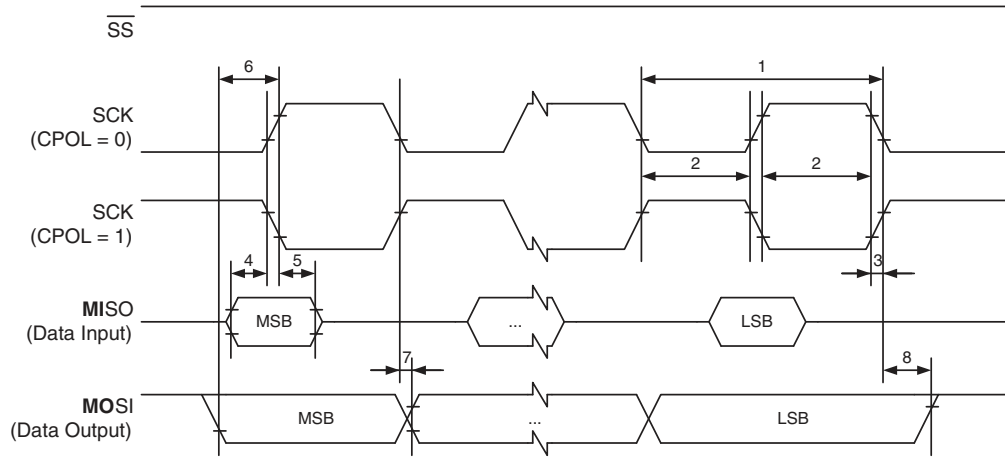 SS
6
1
SCK
(CPOL = 0)
2
2
SCK
(CPOL = 1)
4
5
3
MISO
(Data Input)
MSB
...
LSB
7
8
MOSI
(Data Output)
MSB
...
LSB